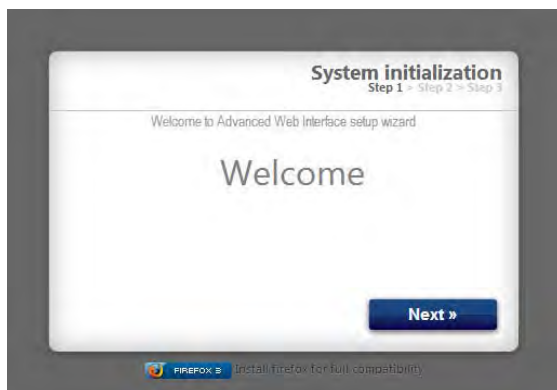 System initialization
Step 1 > Step 2 > Step 3
Welcome to Advanced Web Interface setup wizard
Welcome
Next »
FIREFOX 3 Install firefox for full compatibility